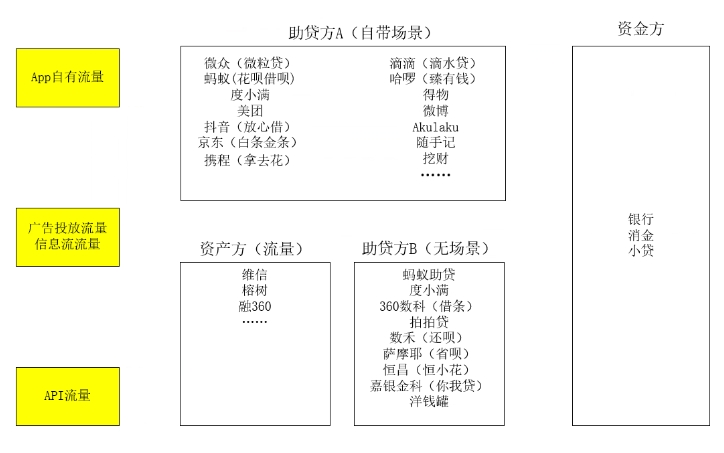 App自有流量
广告投放流量
信息流流量
API流量
助贷方A（自带场景）
微众（微粒贷）
蚂蚁(花呗借呗)
度小满
美团
抖音（放心借）
京东（白条金条）
携程（拿去花）
滴滴（滴水贷）
哈啰（臻有钱）
得物
微博
Akulaku
随手记
挖财
······
资产方（流量）
维信
榕树
融360
······
助贷方B（无场景）
蚂蚁助贷
度小满
360数科（借条）
拍拍贷
数禾（还呗）
萨摩耶（省呗）
恒昌（恒小花）
嘉银金科（你我贷）
洋钱罐
资金方
银行
消金
小贷